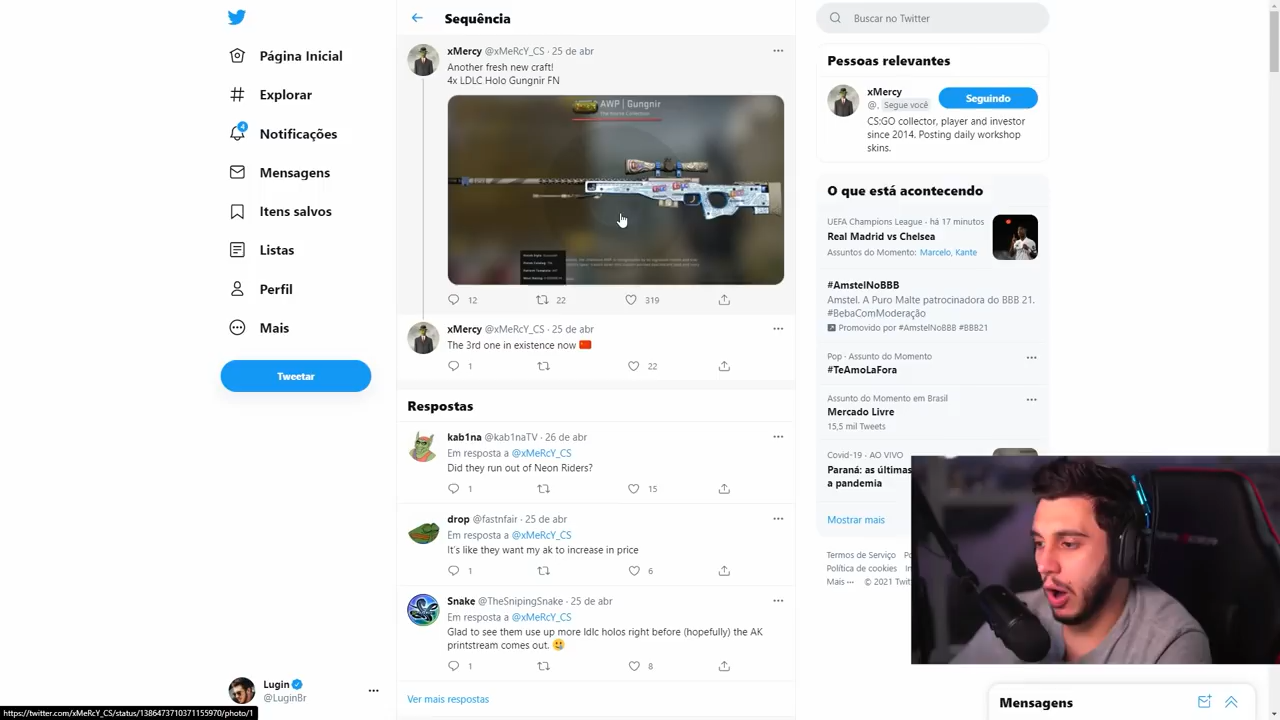 Página Inicial
Explorar
4
Notificações
Mensagens
Itens salvos
Listas
Perfil
Mais
Tweetar
Lugin
@LuginBr
https://twitter.com/xMeRcY_CS/status/1386473710371155970/photo/1
Sequência
xMercy @xMeRcY_CS · 25 de abr
Another fresh new craft!
4x LDLC Holo Gungnir FN
AWP | Gungnir
12 22 319
xMercy @xMeRcY_CS · 25 de abr
The 3rd one in existence now
1 22
Respostas
kab1na @kab1naTV · 26 de abr
Em resposta a @xMeRcY_CS
Did they run out of Neon Riders?
1 15
drop @fastnfair · 25 de abr
Em resposta a @xMeRcY_CS
It's like they want my ak to increase in price
1 6
Snake @TheSnipingSnake · 25 de abr
Em resposta a @xMeRcY_CS
Glad to see them use up more ldlc holos right before (hopefully) the AK
printstream comes out.
1 8
Ver mais respostas
Buscar no Twitter
Pessoas relevantes
xMercy
@. Segue você
Seguindo
CS:GO collector, player and investor
since 2014. Posting daily workshop
skins.
O que está acontecendo
UEFA Champions League · há 17 minutos
Real Madrid vs Chelsea
Assuntos do Momento: Marcelo, Kante
#AmstelNoBBB
Amstel. A Puro Malte patrocinadora do BBB 21.
#BebaComModeração
Promovido por #AmstelNoBBB #BBB21
Pop · Assunto do Momento
#TeAmoLaFora
Assunto do Momento em Brasil
Mercado Livre
15,5 mil Tweets
Covid-19 · AO VIVO
Paraná: as últimas
a pandemia
Mostrar mais
Termos de Serviço
Política de cookies
Mais
© 2021
Mensagens